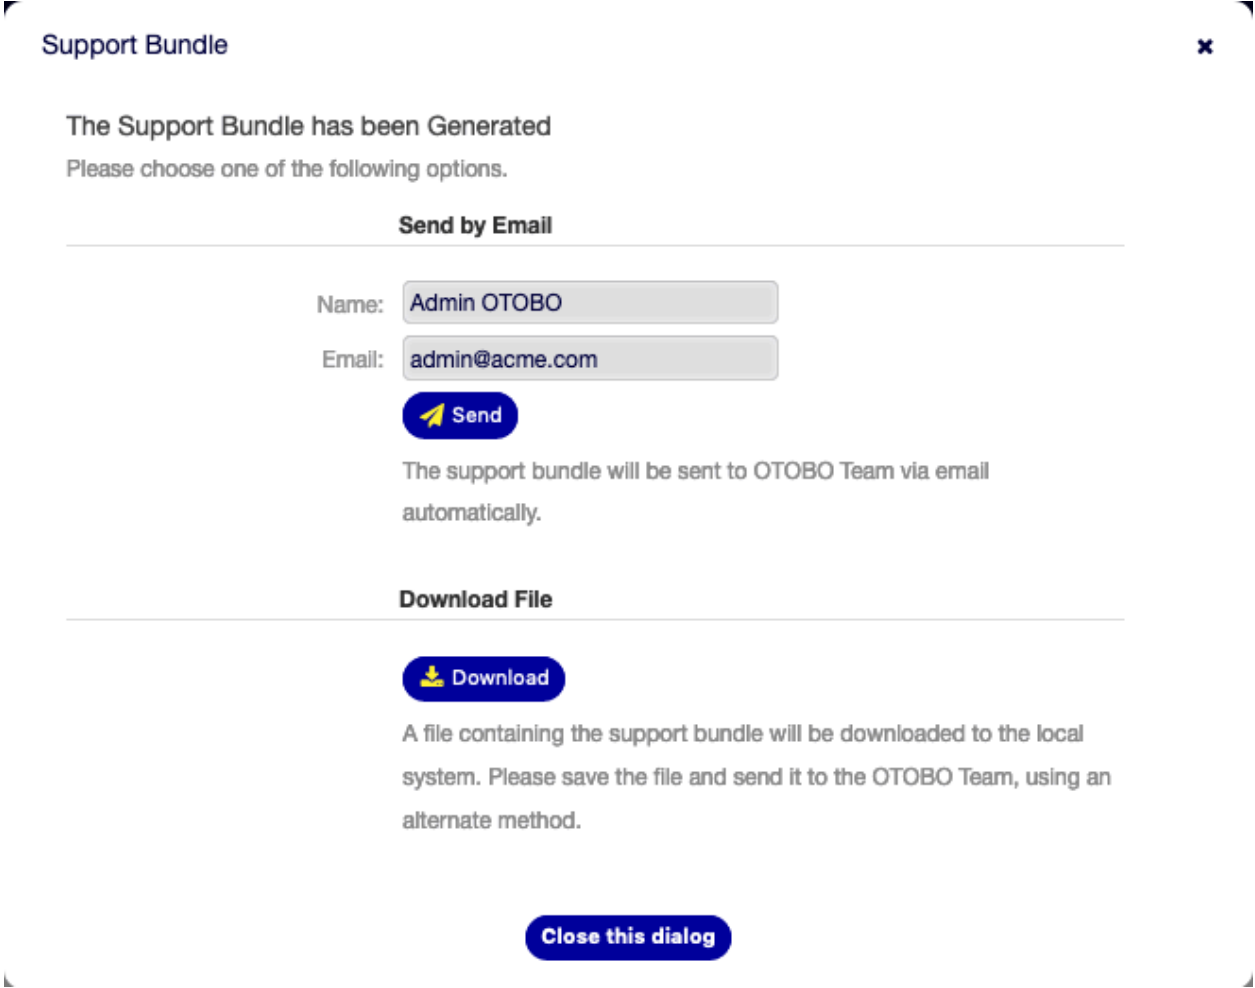 Support Bundle
The Support Bundle has been Generated
Please choose one of the following options.
Send by Email
Name: Admin OTOBO
Email: admin@acme.com
Send
The support bundle will be sent to OTOBO Team via email
automatically.
Download File
Download
A file containing the support bundle will be downloaded to the local
system. Please save the file and send it to the OTOBO Team, using an
alternate method.
Close this dialog